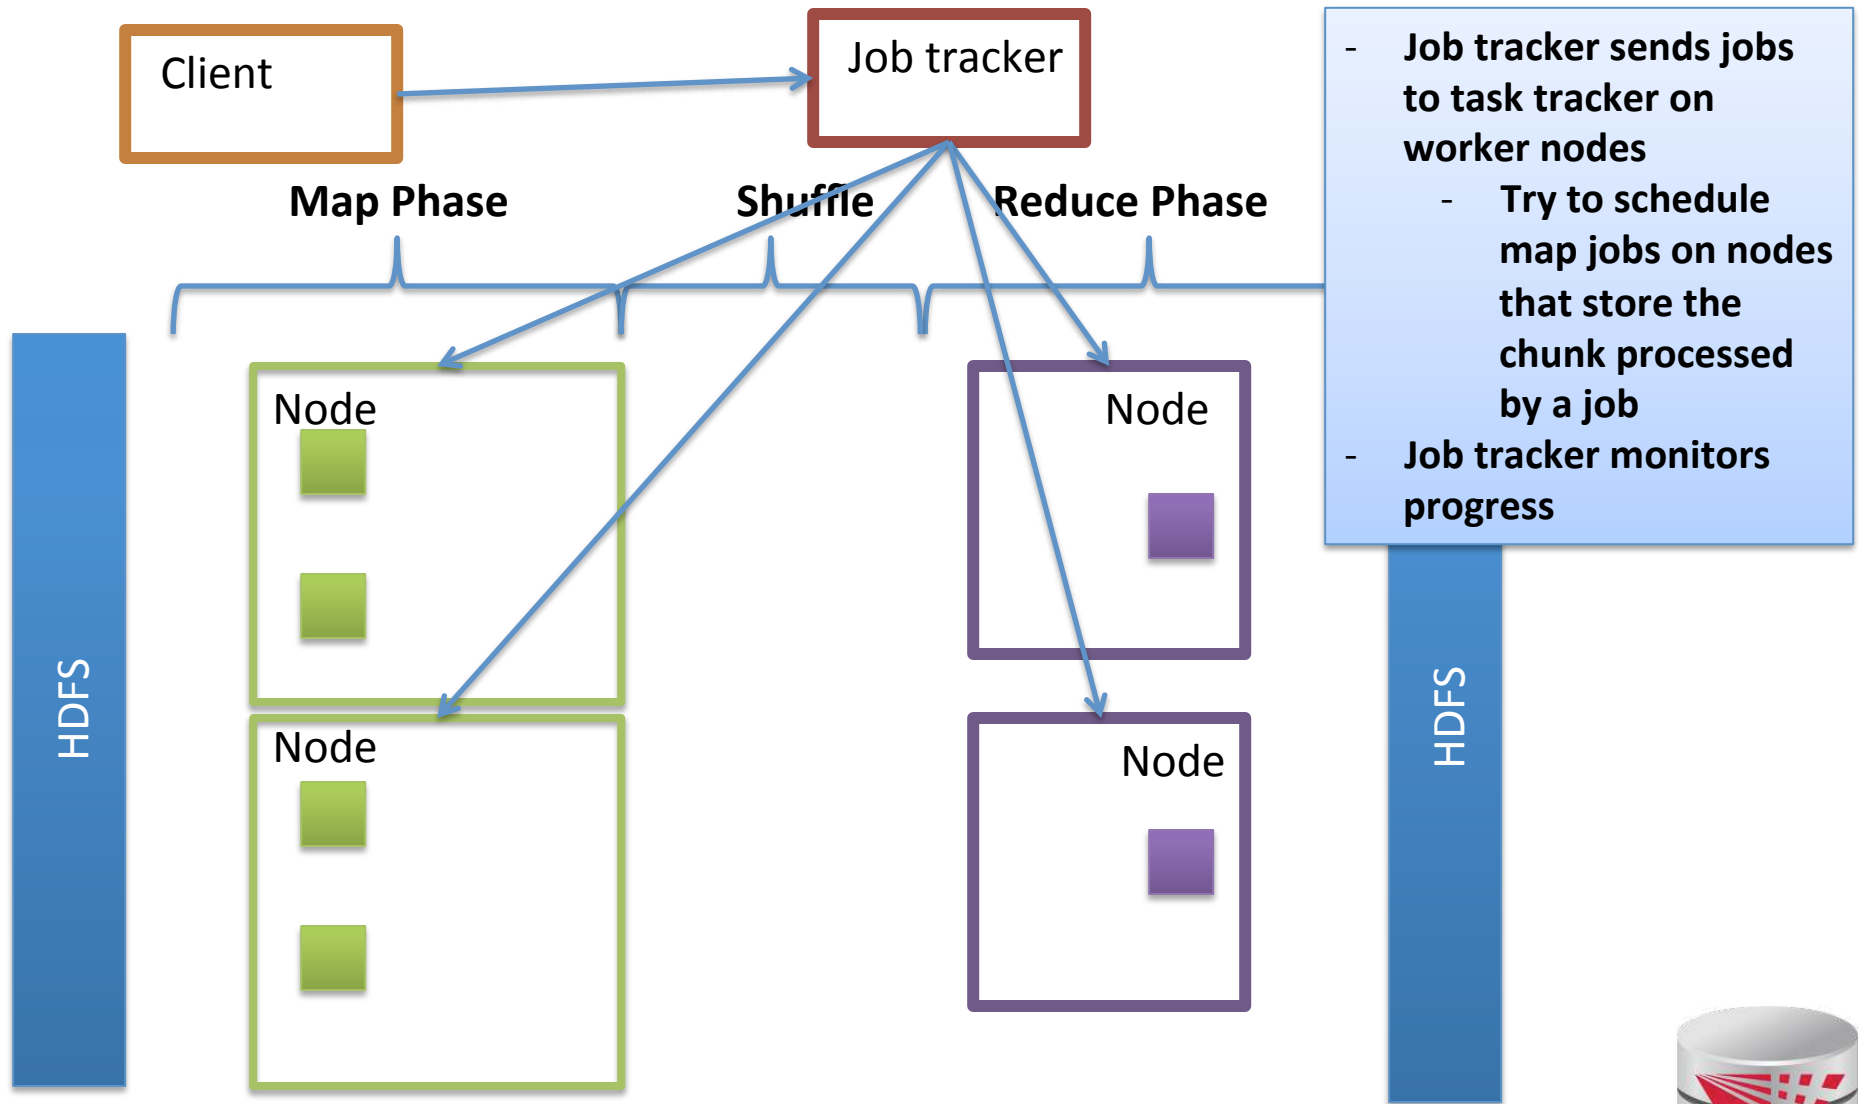 Client
Job tracker
Map Phase
Shuffle
Reduce Phase
- Job tracker sends jobs
to task tracker on
worker nodes
- Try to schedule
map jobs on nodes
that store the
chunk processed
by a job
- Job tracker monitors
progress
HDFS
Node
Node
Node
Node
HDFS